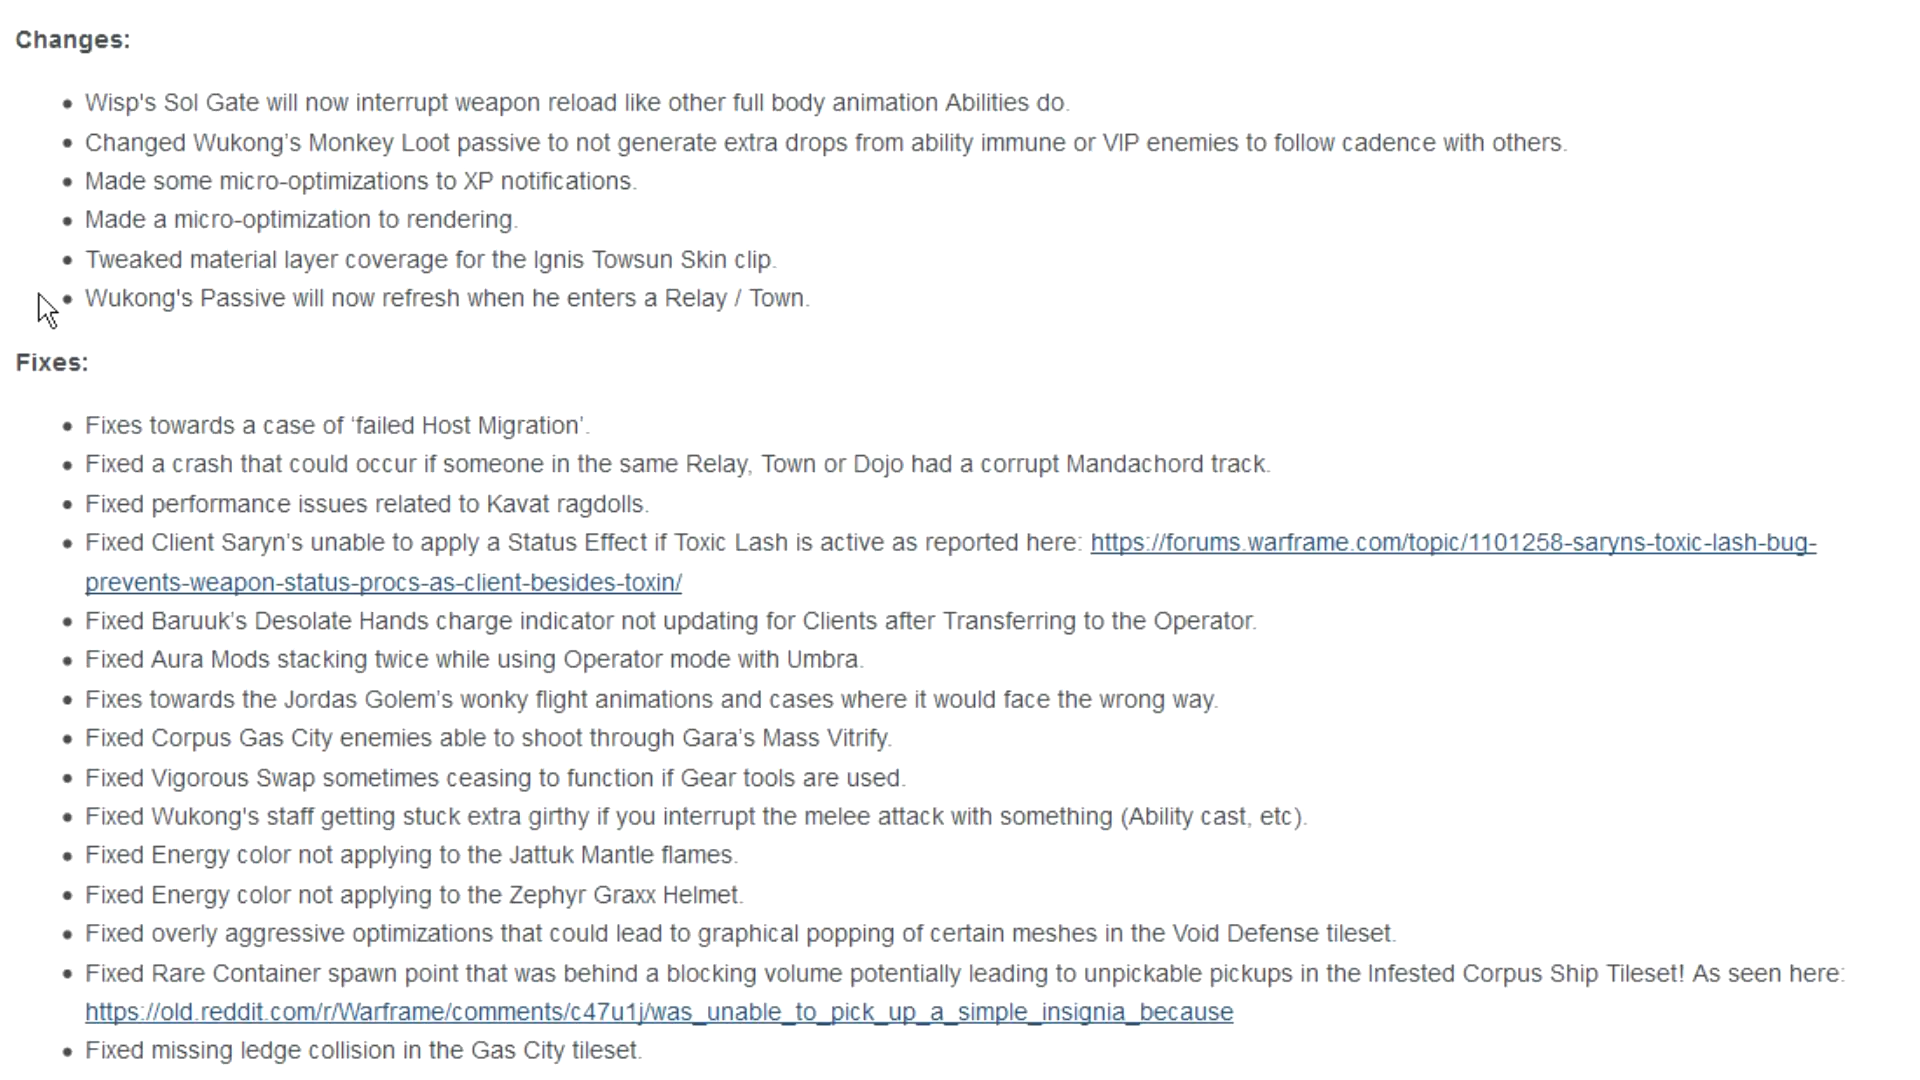 Changes:
Wisp's Sol Gate will now interrupt weapon reload like other full body animation Abilities do.
Changed Wukong’s Monkey Loot passive to not generate extra drops from ability immune or VIP enemies to follow cadence with others.
Made some micro-optimizations to XP notifications.
Made a micro-optimization to rendering.
Tweaked material layer coverage for the Ignis Towsun Skin clip.
Wukong's Passive will now refresh when he enters a Relay / Town.
Fixes:
Fixes towards a case of ‘failed Host Migration’.
Fixed a crash that could occur if someone in the same Relay, Town or Dojo had a corrupt Mandachord track.
Fixed performance issues related to Kavat ragdolls.
Fixed Client Saryn’s unable to apply a Status Effect if Toxic Lash is active as reported here: https://forums.warframe.com/topic/1101258-saryns-toxic-lash-bug-
prevents-weapon-status-procs-as-client-besides-toxin/
Fixed Baruuk’s Desolate Hands charge indicator not updating for Clients after Transferring to the Operator.
Fixed Aura Mods stacking twice while using Operator mode with Umbra.
Fixes towards the Jordas Golem’s wonky flight animations and cases where it would face the wrong way.
Fixed Corpus Gas City enemies able to shoot through Gara’s Mass Vitrify.
Fixed Vigorous Swap sometimes ceasing to function if Gear tools are used.
Fixed Wukong's staff getting stuck extra girthy if you interrupt the melee attack with something (Ability cast, etc).
Fixed Energy color not applying to the Jattuk Mantle flames.
Fixed Energy color not applying to the Zephyr Graxx Helmet.
Fixed overly aggressive optimizations that could lead to graphical popping of certain meshes in the Void Defense tileset.
Fixed Rare Container spawn point that was behind a blocking volume potentially leading to unpickable pickups in the Infested Corpus Ship Tileset! As seen here:
https://old.reddit.com/r/Warframe/comments/c47u1j/was_unable_to_pick_up_a_simple_insignia_because
Fixed missing ledge collision in the Gas City tileset.